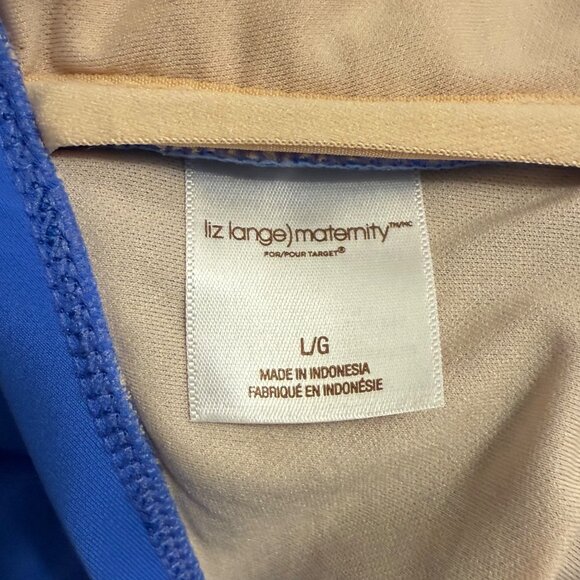 liz lange)maternity™/MC
FOR/POUR TARGET®
L/G
MADE IN INDONESIA
FABRIQUÉ EN INDONÉSIE